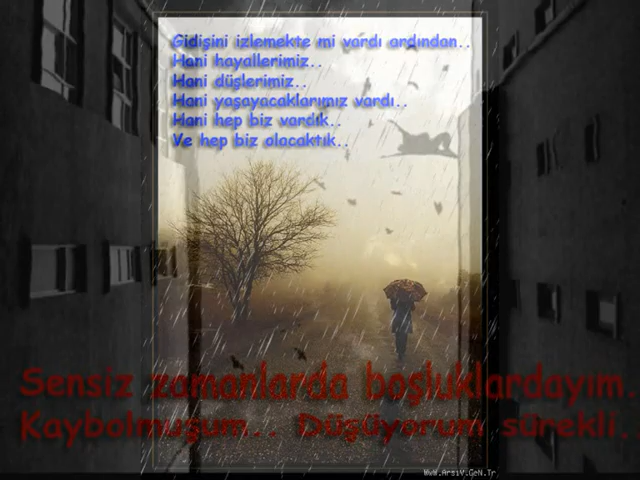 Gidişini izlemekte mi vardı ardından..
Hani hayallerimiz..
Hani düşlerimiz..
Hani yaşayacaklarımız vardı..
Hani hep biz vardık..
Ve hep biz olacaktık..
Sensiz zamanlarda boşluklardayım.
Kaybolmuşum.. Düşüyorum sürekli..
Www.ArsiV.GeN.Tr